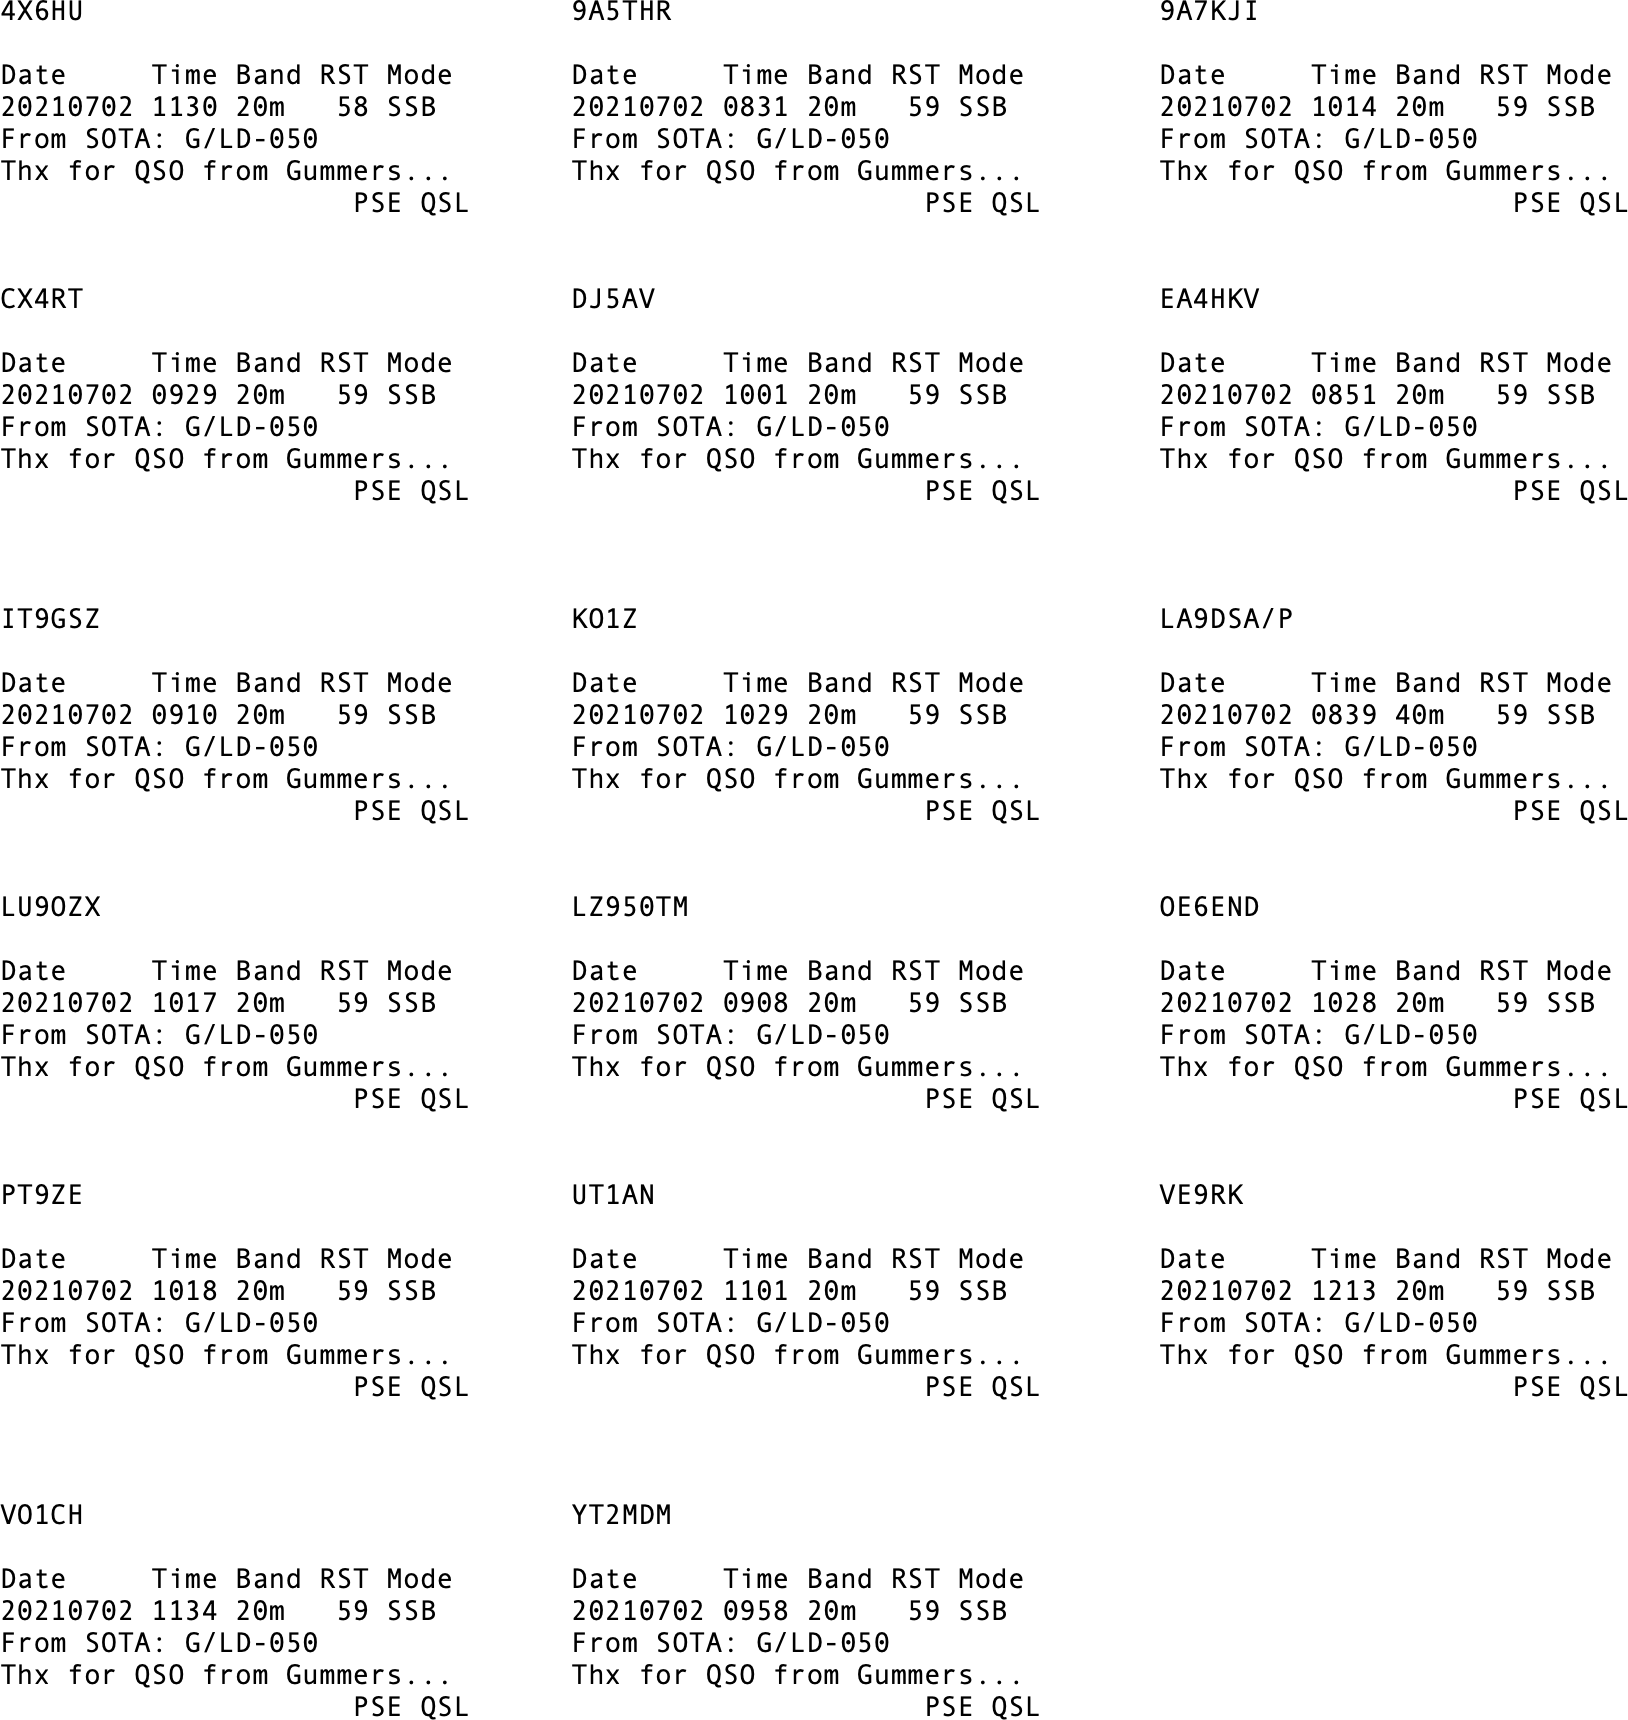 4X6HU
Date     Time Band RST Mode
20210702 1130 20m   58 SSB
From SOTA: G/LD-050
Thx for QSO from Gummers...
PSE QSL
9A5THR
Date     Time Band RST Mode
20210702 0831 20m   59 SSB
From SOTA: G/LD-050
Thx for QSO from Gummers...
PSE QSL
9A7KJI
Date     Time Band RST Mode
20210702 1014 20m   59 SSB
From SOTA: G/LD-050
Thx for QSO from Gummers...
PSE QSL
CX4RT
Date     Time Band RST Mode
20210702 0929 20m   59 SSB
From SOTA: G/LD-050
Thx for QSO from Gummers...
PSE QSL
DJ5AV
Date     Time Band RST Mode
20210702 1001 20m   59 SSB
From SOTA: G/LD-050
Thx for QSO from Gummers...
PSE QSL
EA4HKV
Date     Time Band RST Mode
20210702 0851 20m   59 SSB
From SOTA: G/LD-050
Thx for QSO from Gummers...
PSE QSL
IT9GSZ
Date     Time Band RST Mode
20210702 0910 20m   59 SSB
From SOTA: G/LD-050
Thx for QSO from Gummers...
PSE QSL
KO1Z
Date     Time Band RST Mode
20210702 1029 20m   59 SSB
From SOTA: G/LD-050
Thx for QSO from Gummers...
PSE QSL
LA9DSA/P
Date     Time Band RST Mode
20210702 0839 40m   59 SSB
From SOTA: G/LD-050
Thx for QSO from Gummers...
PSE QSL
LU9OZX
Date     Time Band RST Mode
20210702 1017 20m   59 SSB
From SOTA: G/LD-050
Thx for QSO from Gummers...
PSE QSL
LZ950TM
Date     Time Band RST Mode
20210702 0908 20m   59 SSB
From SOTA: G/LD-050
Thx for QSO from Gummers...
PSE QSL
OE6END
Date     Time Band RST Mode
20210702 1028 20m   59 SSB
From SOTA: G/LD-050
Thx for QSO from Gummers...
PSE QSL
PT9ZE
Date     Time Band RST Mode
20210702 1018 20m   59 SSB
From SOTA: G/LD-050
Thx for QSO from Gummers...
PSE QSL
UT1AN
Date     Time Band RST Mode
20210702 1101 20m   59 SSB
From SOTA: G/LD-050
Thx for QSO from Gummers...
PSE QSL
VE9RK
Date     Time Band RST Mode
20210702 1213 20m   59 SSB
From SOTA: G/LD-050
Thx for QSO from Gummers...
PSE QSL
VO1CH
Date     Time Band RST Mode
20210702 1134 20m   59 SSB
From SOTA: G/LD-050
Thx for QSO from Gummers...
PSE QSL
YT2MDM
Date     Time Band RST Mode
20210702 0958 20m   59 SSB
From SOTA: G/LD-050
Thx for QSO from Gummers...
PSE QSL